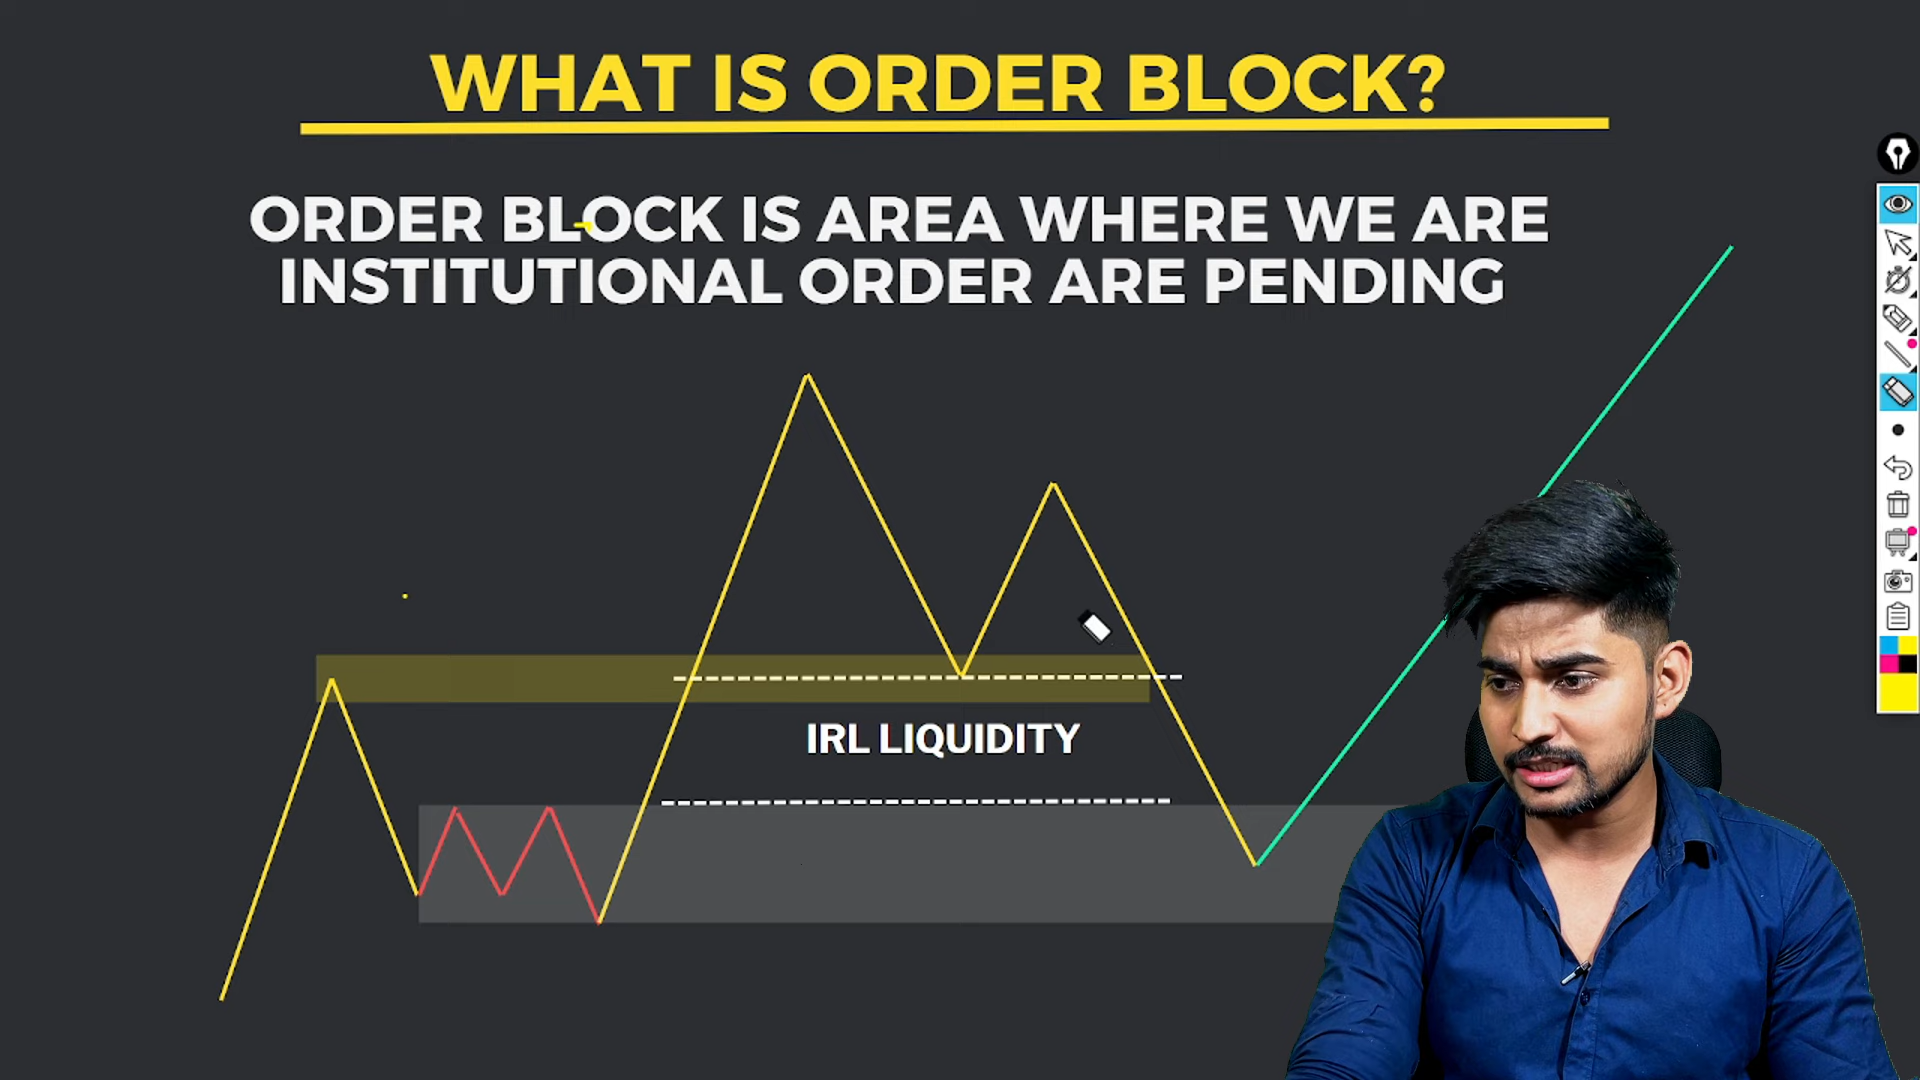 WHAT IS ORDER BLOCK?
ORDER BLOCK IS AREA WHERE WE ARE
INSTITUTIONAL ORDER ARE PENDING
IRL LIQUIDITY